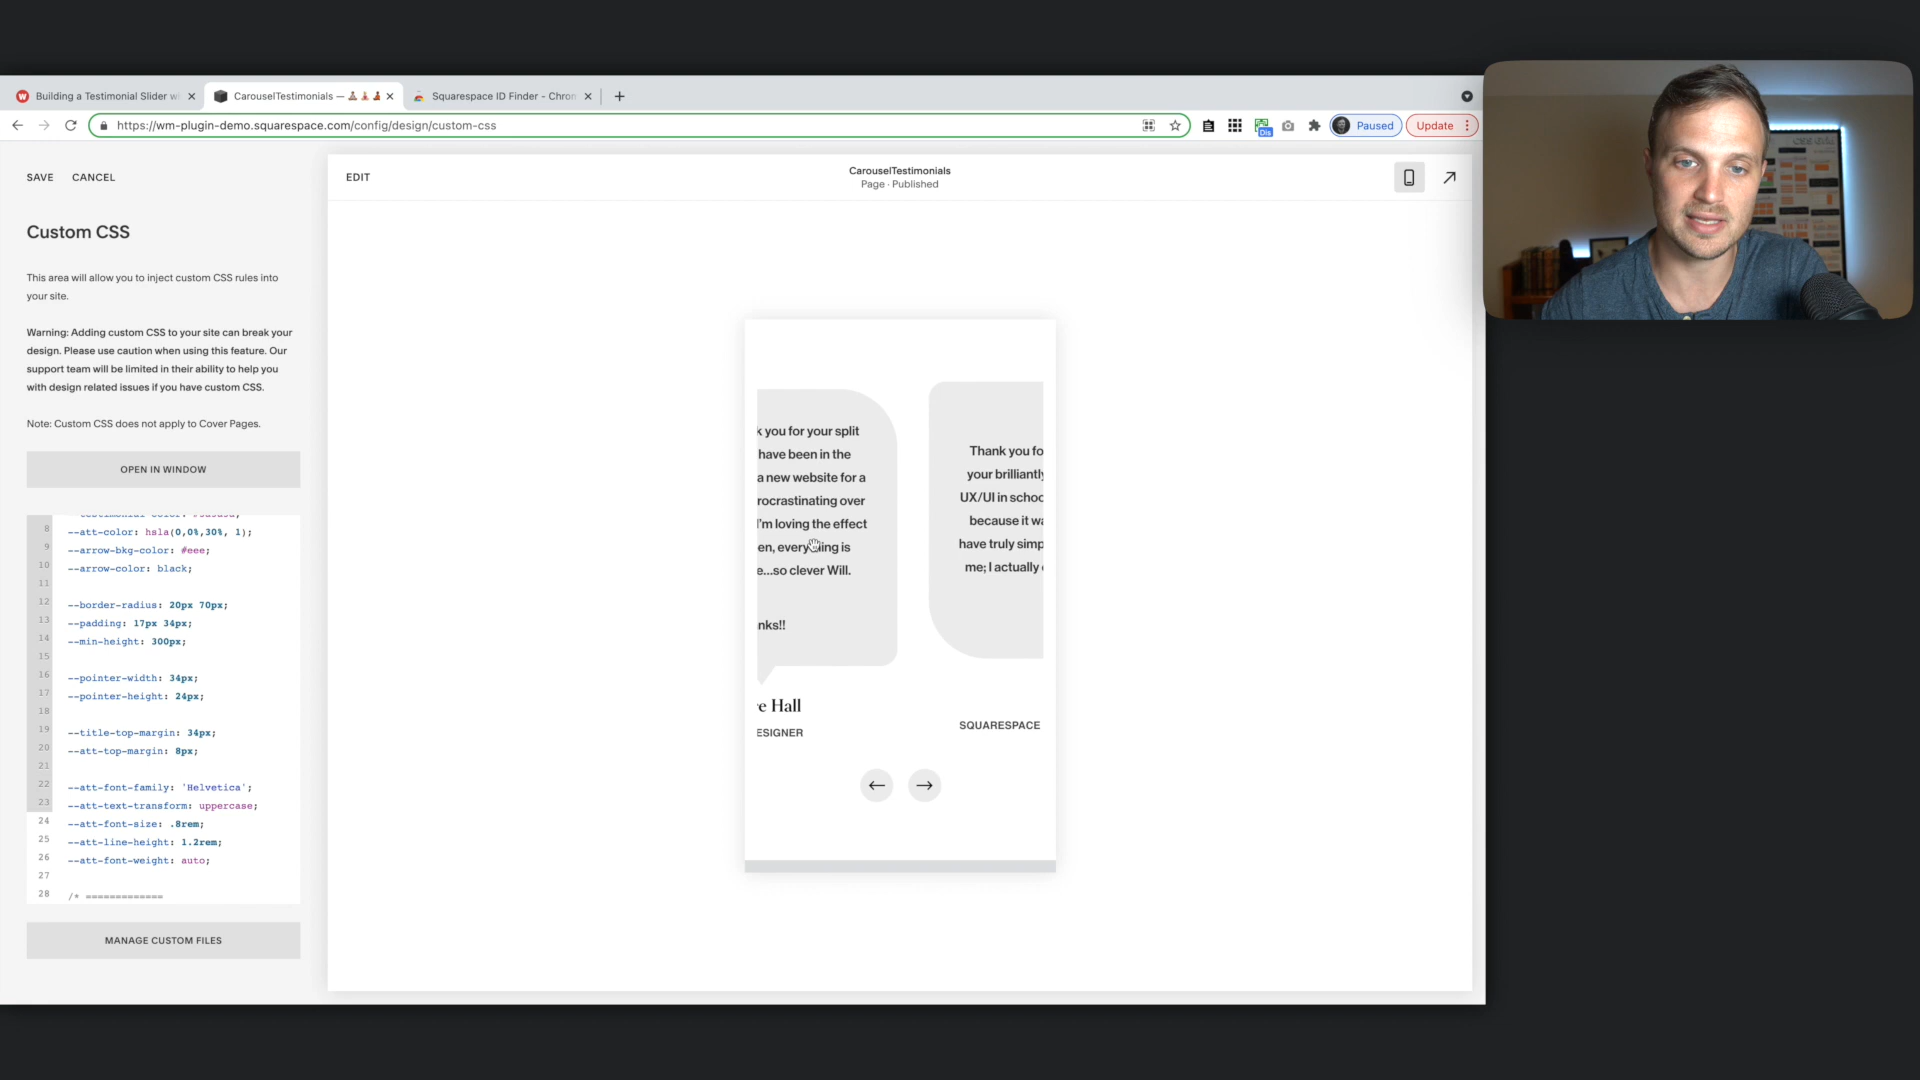 Building a Testimonial Slider wi
CarouselTestimonials —
Squarespace ID Finder - Chrom
https://wm-plugin-demo.squarespace.com/config/design/custom-css
Dis
Paused
Update
SAVE
CANCEL
EDIT
CarouselTestimonials
Page · Published
Custom CSS
This area will allow you to inject custom CSS rules into
your site.
Warning: Adding custom CSS to your site can break your
design. Please use caution when using this feature. Our
support team will be limited in their ability to help you
with design related issues if you have custom CSS.
Note: Custom CSS does not apply to Cover Pages.
OPEN IN WINDOW
8 --att-color: hsla(0,0%,30%, 1);
9 --arrow-bkg-color: #eee;
10 --arrow-color: black;
11
12 --border-radius: 20px 70px;
13 --padding: 17px 34px;
14 --min-height: 300px;
15
16 --pointer-width: 34px;
17 --pointer-height: 24px;
18
19 --title-top-margin: 34px;
20 --att-top-margin: 8px;
21
22 --att-font-family: 'Helvetica';
23 --att-text-transform: uppercase;
24 --att-font-size: .8rem;
25 --att-line-height: 1.2rem;
26 --att-font-weight: auto;
27
28 /* =============
MANAGE CUSTOM FILES
k you for your split
have been in the
a new website for a
rocrastinating over
I'm loving the effect
en, everything is
e...so clever Will.
nks!!
e Hall
ESIGNER
Thank you fo
your brilliantly
UX/UI in schoo
because it wa
have truly simp
me; I actually
SQUARESPACE